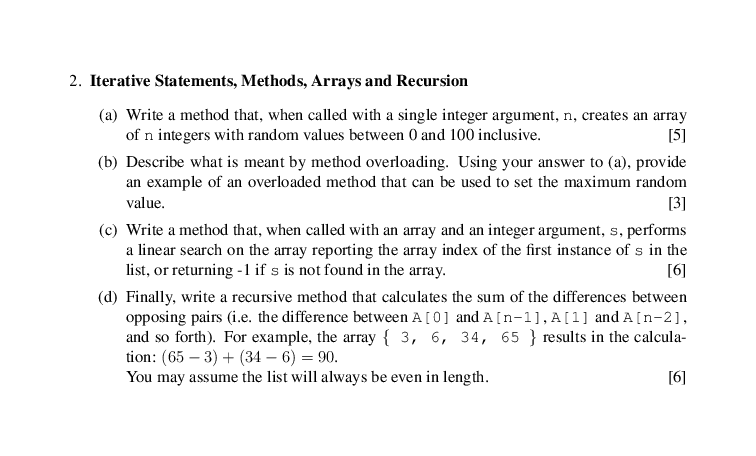 2. Iterative Statements, Methods, Arrays and Recursion
(a) Write a method that, when called with a single integer argument, n, creates an array
of n integers with random values between 0 and 100 inclusive. [5]
(b) Describe what is meant by method overloading. Using your answer to (a), provide
an example of an overloaded method that can be used to set the maximum random
value. [3]
(c) Write a method that, when called with an array and an integer argument, s, performs
a linear search on the array reporting the array index of the first instance of s in the
list, or returning -1 if s is not found in the array. [6]
(d) Finally, write a recursive method that calculates the sum of the differences between
opposing pairs (i.e. the difference between A[0] and A[n-1], A[1] and A[n-2],
and so forth). For example, the array { 3, 6, 34, 65 } results in the calcula-
tion: (65 − 3) + (34 − 6) = 90.
You may assume the list will always be even in length. [6]